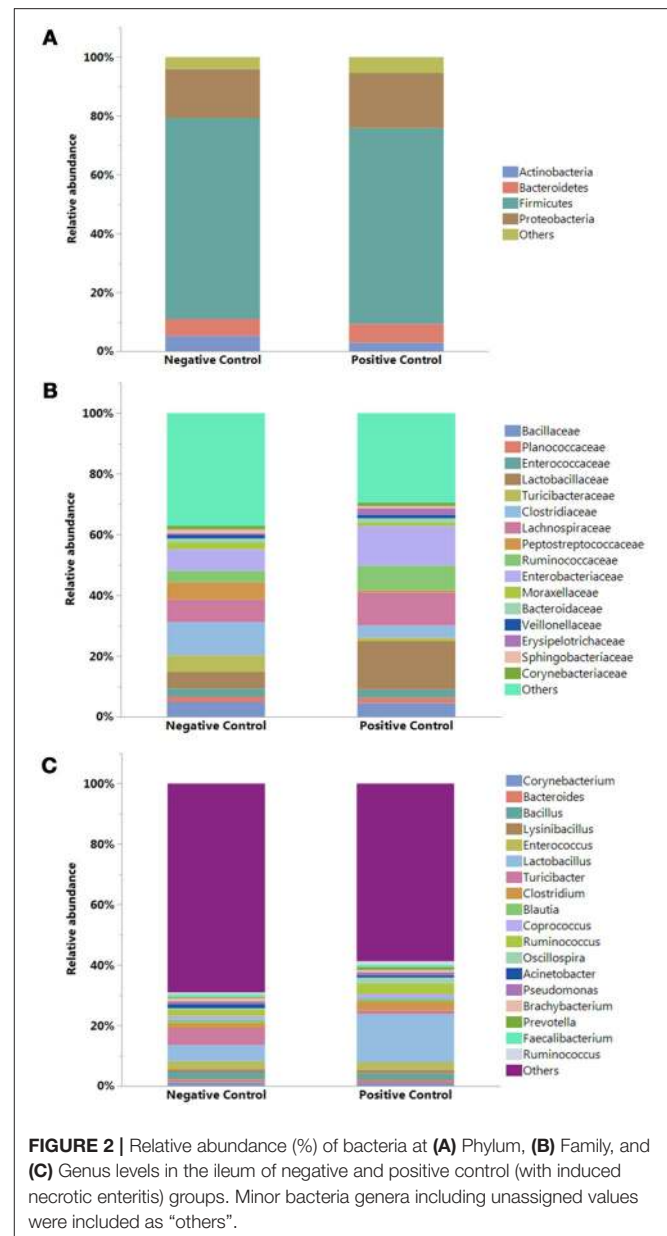 A
Relative abundance
100%
80%
60%
40%
20%
0%
Negative Control Positive Control
Actinobacteria
Bacteroidetes
Firmicutes
Proteobacteria
Others
B
Relative abundance
100%
80%
60%
40%
20%
0%
Negative Control Positive Control
Bacillaceae
Planococcaceae
Enterococcaceae
Lactobacillaceae
Turicibacteraceae
Clostridiaceae
Lachnospiraceae
Peptostreptococcaceae
Ruminococcaceae
Enterobacteriaceae
Moraxellaceae
Bacteroidaceae
Veillonellaceae
Erysipelotrichaceae
Sphingobacteriaceae
Corynebacteriaceae
Others
C
Relative abundance
100%
80%
60%
40%
20%
0%
Negative Control Positive Control
Corynebacterium
Bacteroides
Bacillus
Lysinibacillus
Enterococcus
Lactobacillus
Turicibacter
Clostridium
Blautia
Coprococcus
Ruminococcus
Oscillospira
Acinetobacter
Pseudomonas
Brachybacterium
Prevotella
Faecalibacterium
Ruminococcus
Others
FIGURE 2 | Relative abundance (%) of bacteria at (A) Phylum, (B) Family, and
(C) Genus levels in the ileum of negative and positive control (with induced
necrotic enteritis) groups. Minor bacteria genera including unassigned values
were included as “others”.